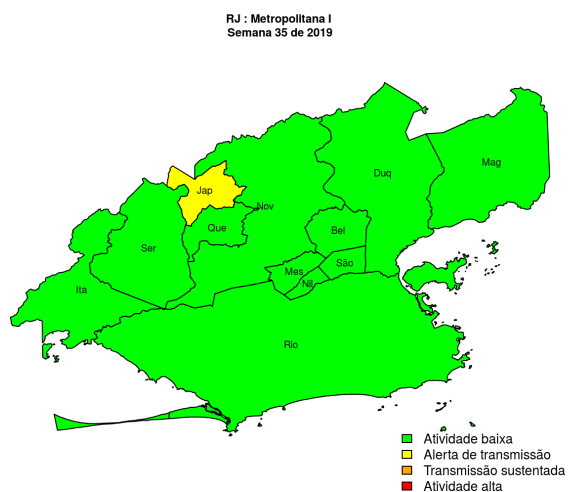 RJ : Metropolitana I
Semana 35 de 2019
Mag
Duq
Jap
Nov
Que
Bel
Ser
São
Mes
Nil
Ita
Rio
Atividade baixa
Alerta de transmissão
Transmissão sustentada
Atividade alta